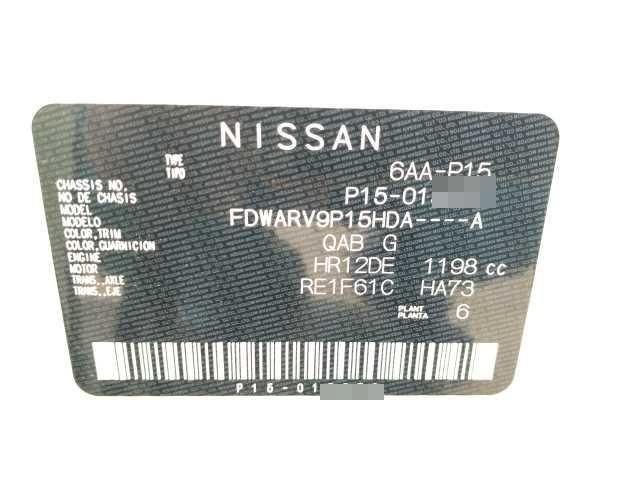 NISSAN
TYPE
TIPO 6AA-P15
CHASSIS NO.
NO DE CHASIS P15-01
MODEL
MODELO FDWARV9P15HDA----A
COLOR,TRIM
COLOR,GUARNICION QAB G
ENGINE
MOTOR HR12DE 1198 cc
TRANS.,AXLE
TRANS.,EJE RE1F61C HA73
PLANT
PLANTA 6
P15-01